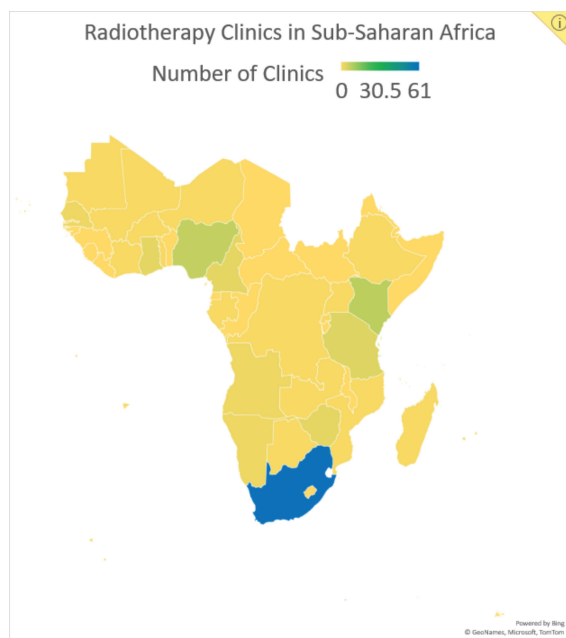 Radiotherapy Clinics in Sub-Saharan Africa
Number of Clinics
0 30.5 61
Powered by Bing
© GeoNames, Microsoft, TomTom